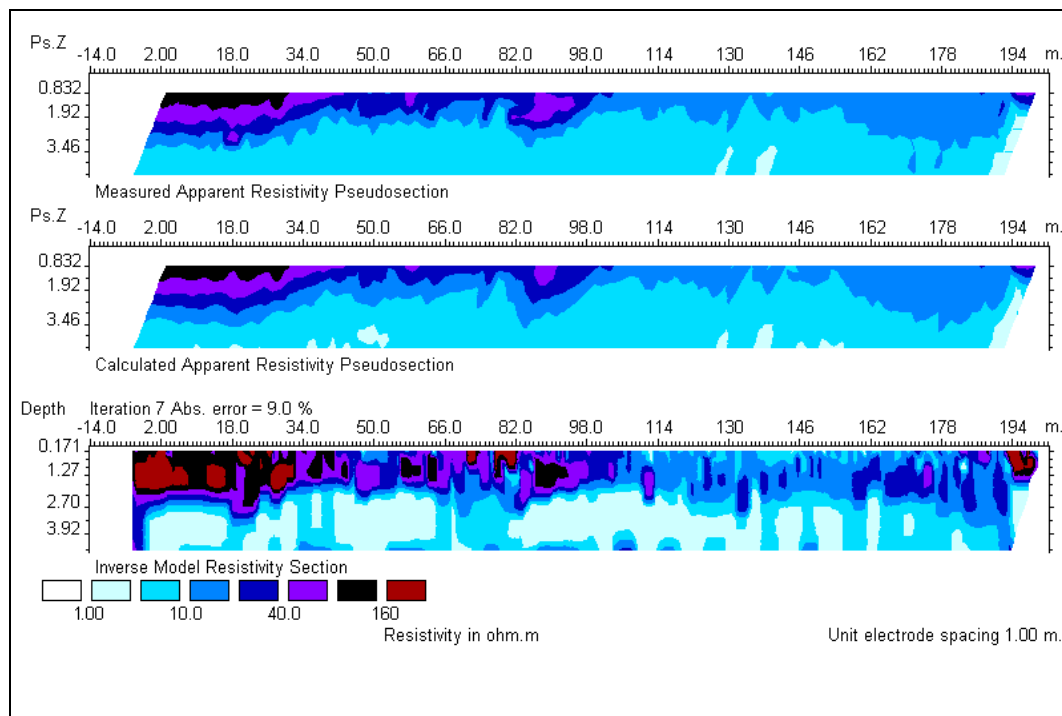 Ps.Z -14.0 2.00 18.0 34.0 50.0 66.0 82.0 98.0 114 130 146 162 178 194 m.
0.832
1.92
3.46
Measured Apparent Resistivity Pseudosection
Ps.Z -14.0 2.00 18.0 34.0 50.0 66.0 82.0 98.0 114 130 146 162 178 194 m.
0.832
1.92
3.46
Calculated Apparent Resistivity Pseudosection
Depth Iteration 7 Abs. error = 9.0 %
-14.0 2.00 18.0 34.0 50.0 66.0 82.0 98.0 114 130 146 162 178 194 m.
0.171
1.27
2.70
3.92
Inverse Model Resistivity Section
1.00 10.0 40.0 160
Resistivity in ohm.m Unit electrode spacing 1.00 m.